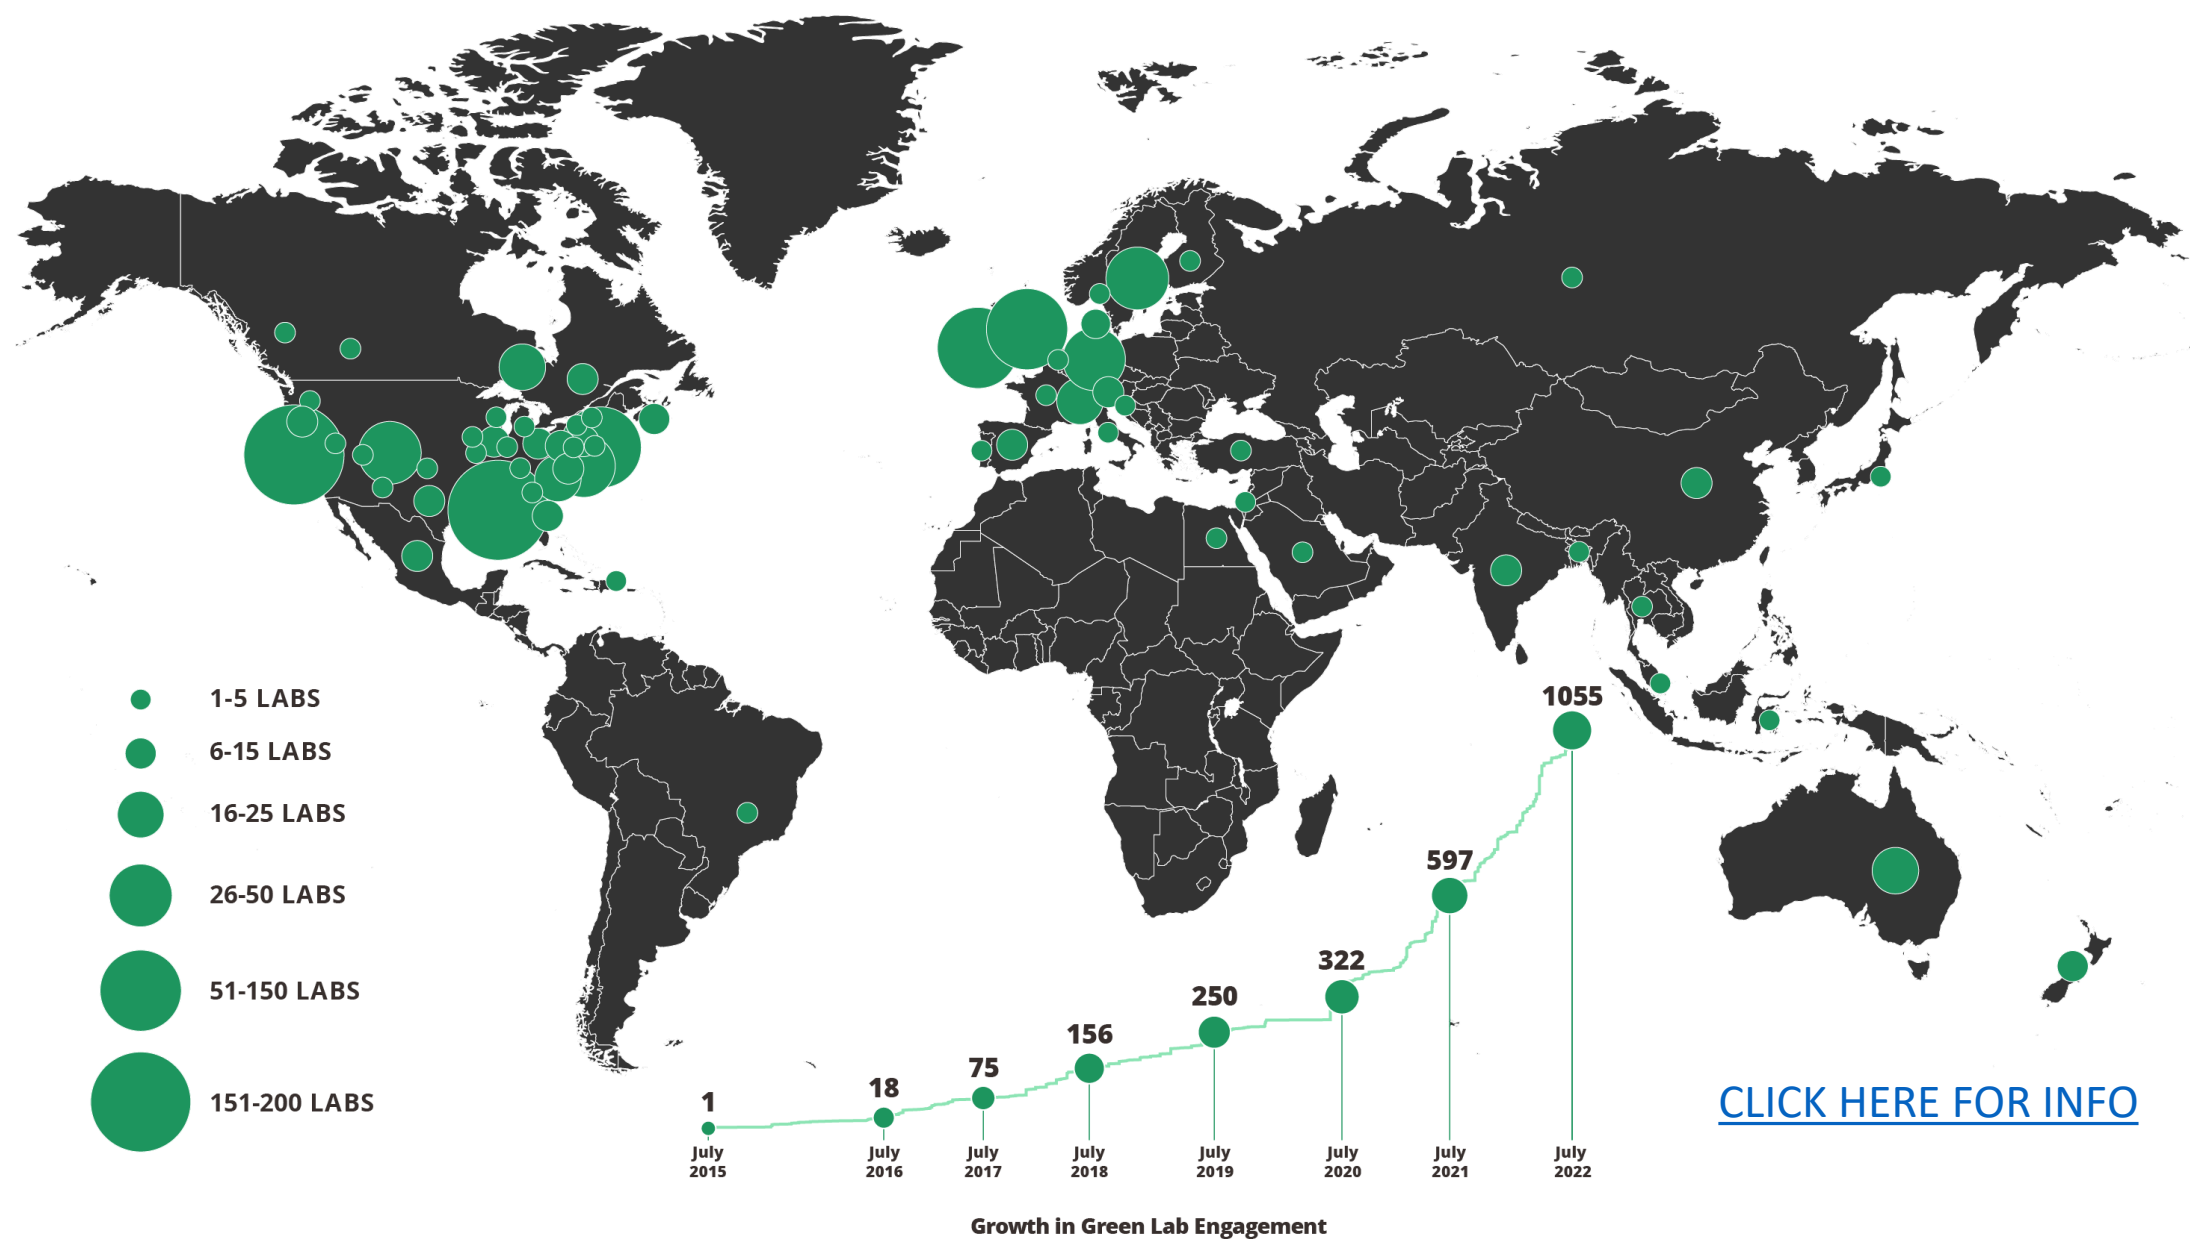 1-5 LABS
6-15 LABS
16-25 LABS
26-50 LABS
51-150 LABS
151-200 LABS
1
18
75
156
250
322
597
1055
July
2015
July
2016
July
2017
July
2018
July
2019
July
2020
July
2021
July
2022
Growth in Green Lab Engagement
CLICK HERE FOR INFO